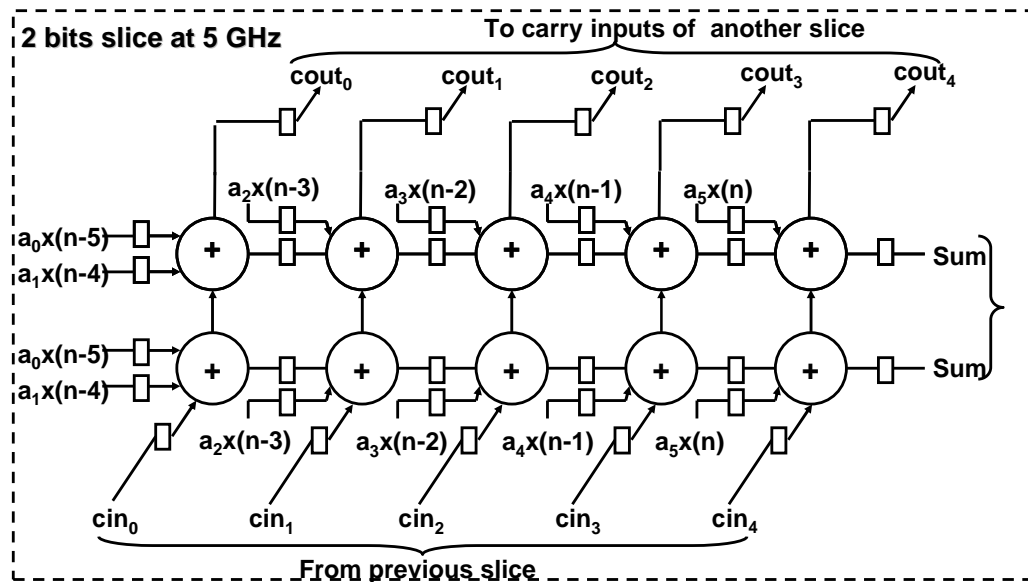 2 bits slice at 5 GHz
To carry inputs of another slice
cout₀ cout₁ cout₂ cout₃ cout₄
a₂x(n-3) a₃x(n-2) a₄x(n-1) a₅x(n)
a₀x(n-5)
+ + + + +
Sum
a₁x(n-4)
a₀x(n-5)
+ + + + +
Sum
a₁x(n-4)
a₂x(n-3) a₃x(n-2) a₄x(n-1) a₅x(n)
cin₀ cin₁ cin₂ cin₃ cin₄
From previous slice